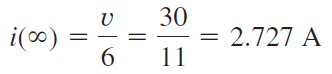 i(∞) = v/6 = 30/11 = 2.727 A